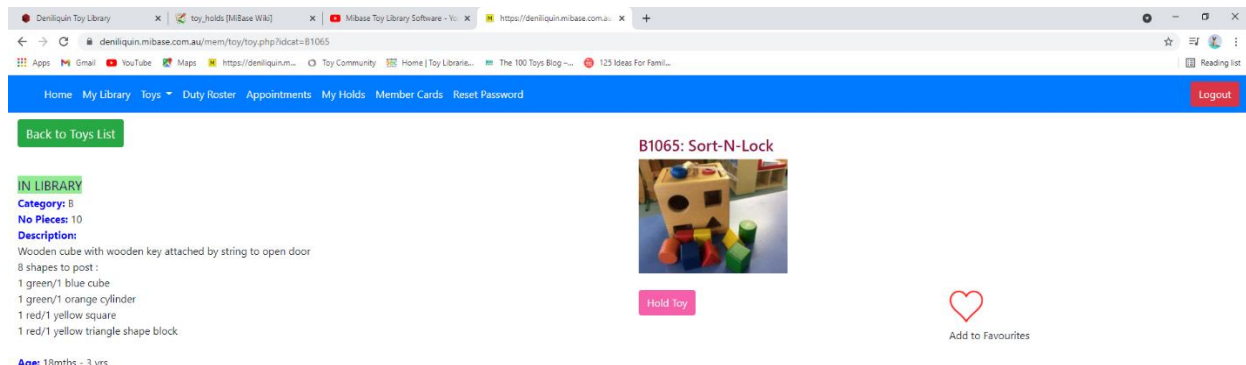 Deniliquin Toy Library
toy_holds [MiBase Wiki]
Mibase Toy Library Software - Yo
https://deniliquin.mibase.com.au
deniliquin.mibase.com.au/mem/toy/toy.php?idcat=B1065
Apps Gmail YouTube Maps https://deniliquin.m... Toy Community Home | Toy Librarie... The 100 Toys Blog –... 125 Ideas For Famil... Reading list
Home My Library Toys Duty Roster Appointments My Holds Member Cards Reset Password Logout
Back to Toys List
B1065: Sort-N-Lock
IN LIBRARY
Category: B
No Pieces: 10
Description:
Wooden cube with wooden key attached by string to open door
8 shapes to post :
1 green/1 blue cube
1 green/1 orange cylinder
1 red/1 yellow square
1 red/1 yellow triangle shape block
Hold Toy
Add to Favourites
Age: 18mths - 3 yrs